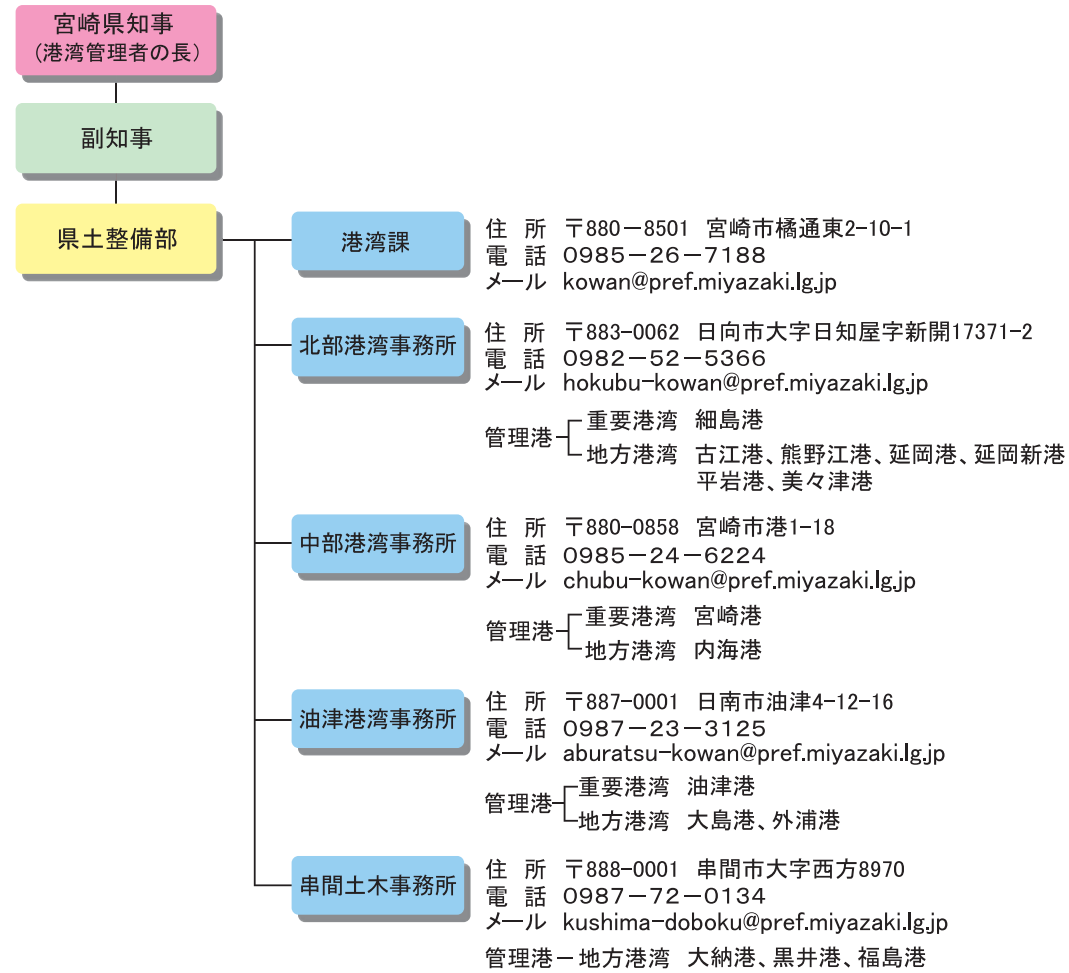 宮崎県知事
（港湾管理者の長）
副知事
県土整備部
港湾課
住 所 〒880－8501 宮崎市橘通東2-10-1
電 話 0985－26－7188
メール kowan@pref.miyazaki.lg.jp
北部港湾事務所
住 所 〒883-0062 日向市大字日知屋字新開17371-2
電 話 0982－52－5366
メール hokubu-kowan@pref.miyazaki.lg.jp
管理港
重要港湾 細島港
地方港湾 古江港、熊野江港、延岡港、延岡新港
平岩港、美々津港
中部港湾事務所
住 所 〒880-0858 宮崎市港1-18
電 話 0985－24－6224
メール chubu-kowan@pref.miyazaki.lg.jp
管理港
重要港湾 宮崎港
地方港湾 内海港
油津港湾事務所
住 所 〒887-0001 日南市油津4-12-16
電 話 0987－23－3125
メール aburatsu-kowan@pref.miyazaki.lg.jp
管理港
重要港湾 油津港
地方港湾 大島港、外浦港
串間土木事務所
住 所 〒888-0001 串間市大字西方8970
電 話 0987－72－0134
メール kushima-doboku@pref.miyazaki.lg.jp
管理港－地方港湾 大納港、黒井港、福島港